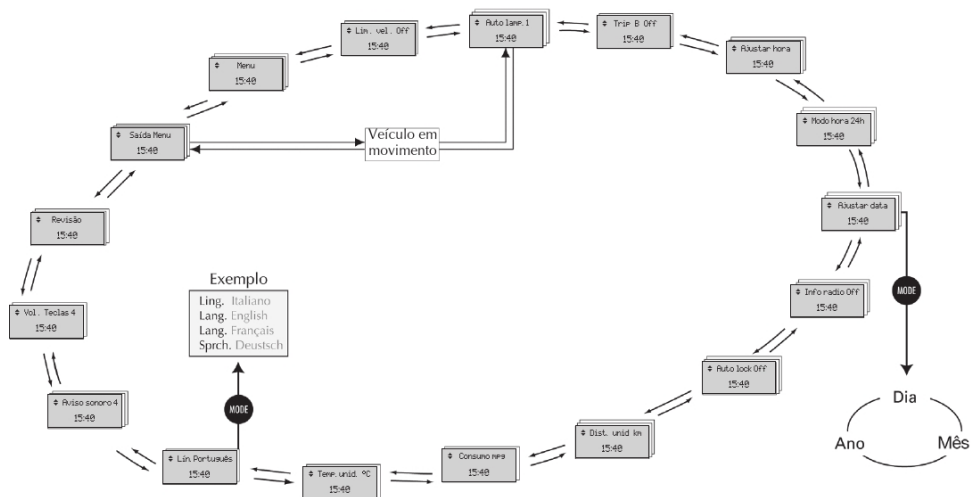 Auto lamp.1
15:40
Trip B Off
15:40
Ajustar hora
15:40
Modo hora 24h
15:40
Ajustar data
15:40
MODE
Dia
Mês
Ano
Info radio Off
15:40
Auto lock Off
15:40
Dist. unid km
15:40
Consumo mpg
15:40
Temp. unid. ºC
15:40
Lín. Português
15:40
MODE
Exemplo
Ling. Italiano
Lang. English
Lang. Français
Sprch. Deustsch
Aviso sonoro 4
15:40
Vol. Teclas 4
15:40
Revisão
15:40
Saída Menu
15:40
Menu
15:40
Lim. vel. Off
15:40
Veículo em
movimento